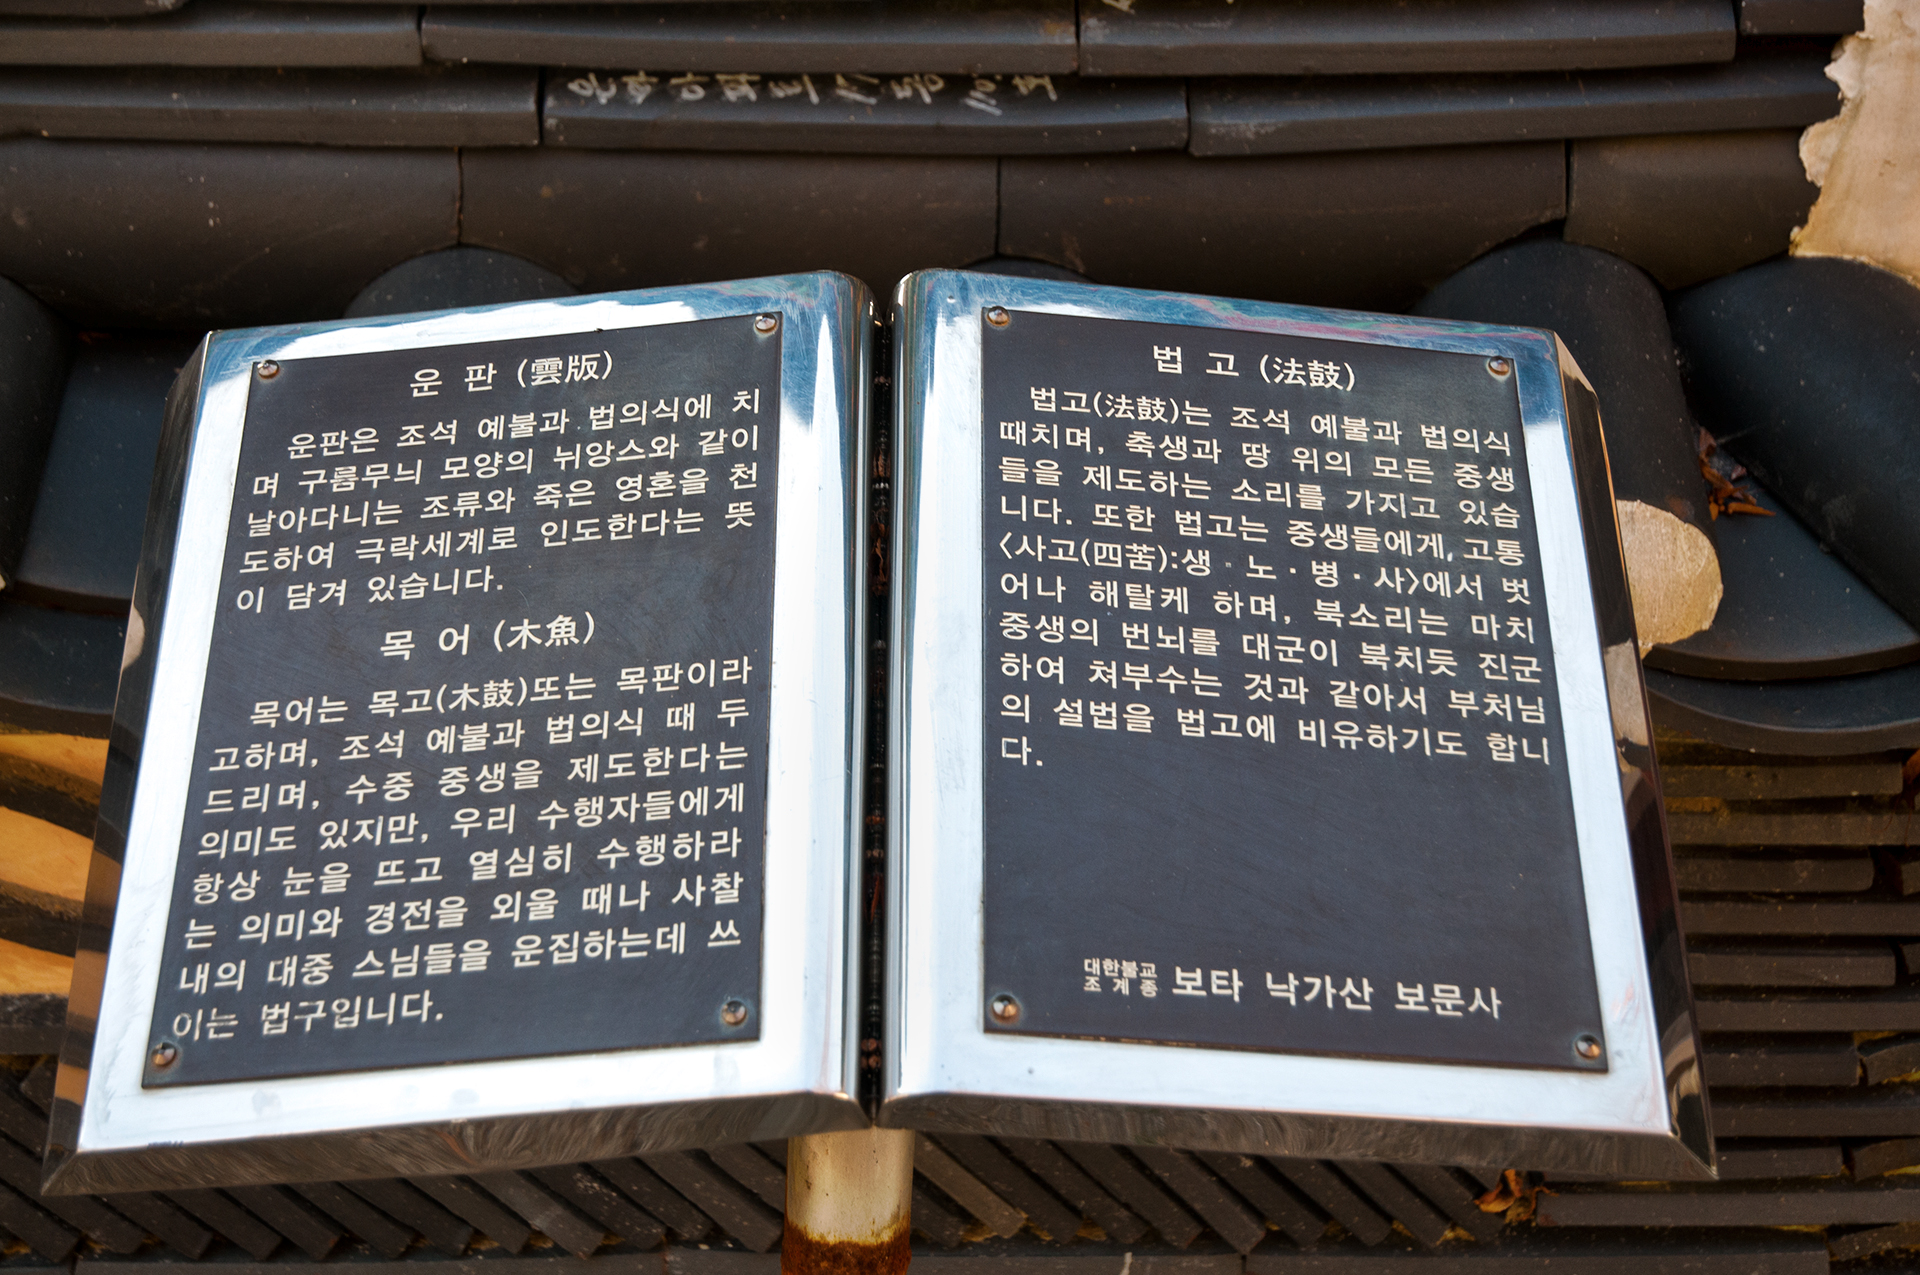 운 판 (雲版)
운판은 조석 예불과 법의식에 치
며 구름무늬 모양의 뉘앙스와 같이
날아다니는 조류와 죽은 영혼을 천
도하여 극락세계로 인도한다는 뜻
이 담겨 있습니다.
목 어 (木魚)
목어는 목고(木鼓)또는 목판이라
고하며, 조석 예불과 법의식 때 두
드리며, 수중 중생을 제도한다는
의미도 있지만, 우리 수행자들에게
항상 눈을 뜨고 열심히 수행하라
는 의미와 경전을 외울 때나 사찰
내의 대중 스님들을 운집하는데 쓰
이는 법구입니다.
법 고 (法鼓)
법고(法鼓)는 조석 예불과 법의식
때치며, 축생과 땅 위의 모든 중생
들을 제도하는 소리를 가지고 있습
니다. 또한 법고는 중생들에게, 고통
<사고(四苦):생·노·병·사>에서 벗
어나 해탈케 하며, 북소리는 마치
중생의 번뇌를 대군이 북치듯 진군
하여 쳐부수는 것과 같아서 부처님
의 설법을 법고에 비유하기도 합니
다.
대한불교
조계종 보타 낙가산 보문사